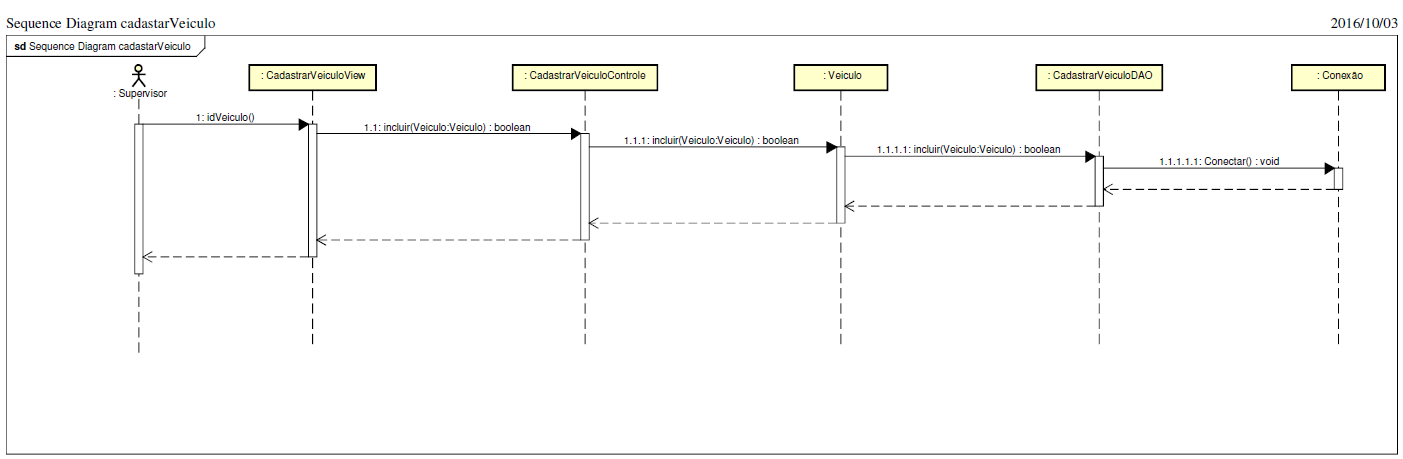 Sequence Diagram cadastarVeiculo
2016/10/03
sd Sequence Diagram cadastarVeiculo
: Supervisor
: CadastrarVeiculoView
: CadastrarVeiculoControle
: Veiculo
: CadastrarVeiculoDAO
: Conexão
1: idVeiculo()
1.1: incluir(Veiculo:Veiculo) : boolean
1.1.1: incluir(Veiculo:Veiculo) : boolean
1.1.1.1: incluir(Veiculo:Veiculo) : boolean
1.1.1.1.1: Conectar() : void